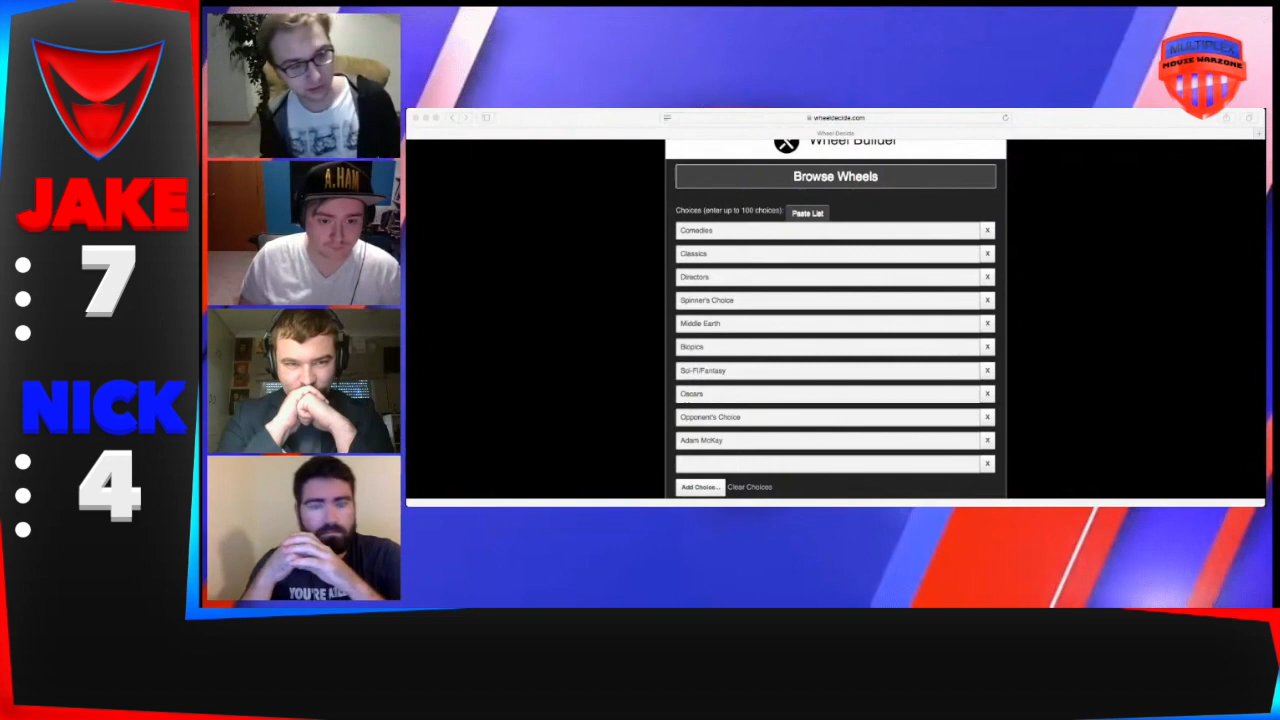 MULTIPLEX
MOVIE WARZONE
JAKE
7
NICK
4
A.HAM
wheeldecide.com
Wheel Decide
Wheel Builder
Browse Wheels
Choices (enter up to 100 choices):
Paste List
Comedies X
Classics X
Directors X
Spinner's Choice X
Middle Earth X
Biopics X
Sci-Fi/Fantasy X
Oscars X
Opponent's Choice X
Adam McKay X
X
Add Choice... Clear Choices
YOU'RE